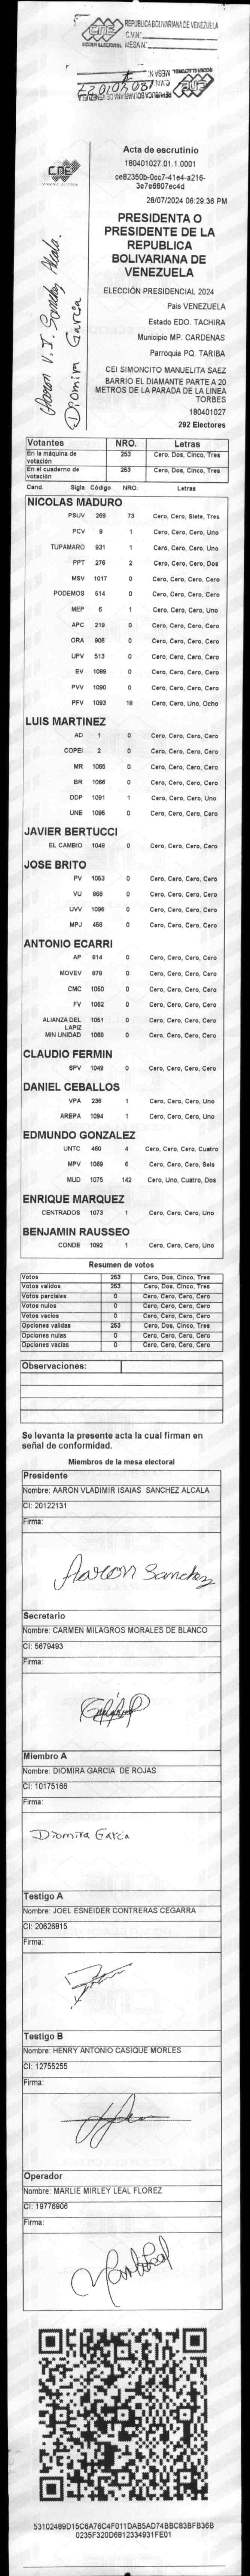 CNE
REPUBLICA BOLIVARIANA DE VENEZUELA
C.V.N°
MESA N°
Acta de escrutinio
180401027.01.1.0001
ce82350b-0cc7-41e4-a216-
3e7e6607ec4d
28/07/2024 06:29:36 PM
PRESIDENTA O
PRESIDENTE DE LA
REPUBLICA
BOLIVARIANA DE
VENEZUELA
ELECCIÓN PRESIDENCIAL 2024
Pais VENEZUELA
Estado EDO. TACHIRA
Municipio MP. CARDENAS
Parroquia PQ. TARIBA
CEI SIMONCITO MANUELITA SAEZ
BARRIO EL DIAMANTE PARTE A 20
METROS DE LA PARADA DE LA LINEA
TORBES
180401027
292 Electores
Diomira Garcia
Votantes NRO. Letras
En la máquina de votación 253 Cero, Dos, Cinco, Tres
En el cuaderno de votación 253 Cero, Dos, Cinco, Tres
Cand. Sigla Código NRO. Letras
NICOLAS MADURO
PSUV 269 73 Cero, Cero, Siete, Tres
PCV 9 1 Cero, Cero, Cero, Uno
TUPAMARO 931 1 Cero, Cero, Cero, Uno
PPT 276 2 Cero, Cero, Cero, Dos
MSV 1017 0 Cero, Cero, Cero, Cero
PODEMOS 514 0 Cero, Cero, Cero, Cero
MEP 6 1 Cero, Cero, Cero, Uno
APC 219 0 Cero, Cero, Cero, Cero
ORA 908 0 Cero, Cero, Cero, Cero
UPV 513 0 Cero, Cero, Cero, Cero
EV 1089 0 Cero, Cero, Cero, Cero
PVV 1090 0 Cero, Cero, Cero, Cero
PFV 1093 18 Cero, Cero, Uno, Ocho
LUIS MARTINEZ
AD 1 0 Cero, Cero, Cero, Cero
COPEI 2 0 Cero, Cero, Cero, Cero
MR 1065 0 Cero, Cero, Cero, Cero
BR 1086 0 Cero, Cero, Cero, Cero
DDP 1091 1 Cero, Cero, Cero, Uno
UNE 1095 0 Cero, Cero, Cero, Cero
JAVIER BERTUCCI
EL CAMBIO 1048 0 Cero, Cero, Cero, Cero
JOSE BRITO
PV 1053 0 Cero, Cero, Cero, Cero
VU 868 0 Cero, Cero, Cero, Cero
UVV 1096 0 Cero, Cero, Cero, Cero
MPJ 458 0 Cero, Cero, Cero, Cero
ANTONIO ECARRI
AP 814 0 Cero, Cero, Cero, Cero
MOVEV 879 0 Cero, Cero, Cero, Cero
CMC 1050 0 Cero, Cero, Cero, Cero
FV 1062 0 Cero, Cero, Cero, Cero
ALIANZA DEL LAPIZ 1051 0 Cero, Cero, Cero, Cero
MIN UNIDAD 1088 0 Cero, Cero, Cero, Cero
CLAUDIO FERMIN
SPV 1049 0 Cero, Cero, Cero, Cero
DANIEL CEBALLOS
VPA 236 1 Cero, Cero, Cero, Uno
AREPA 1094 1 Cero, Cero, Cero, Uno
EDMUNDO GONZALEZ
UNTC 460 4 Cero, Cero, Cero, Cuatro
MPV 1069 6 Cero, Cero, Cero, Seis
MUD 1075 142 Cero, Uno, Cuatro, Dos
ENRIQUE MARQUEZ
CENTRADOS 1073 1 Cero, Cero, Cero, Uno
BENJAMIN RAUSSEO
CONDE 1092 1 Cero, Cero, Cero, Uno
Resumen de votos
Votos 253 Cero, Dos, Cinco, Tres
Votos validos 253 Cero, Dos, Cinco, Tres
Votos parciales 0 Cero, Cero, Cero, Cero
Votos nulos 0 Cero, Cero, Cero, Cero
Votos vacios 0 Cero, Cero, Cero, Cero
Opciones validas 253 Cero, Dos, Cinco, Tres
Opciones nulas 0 Cero, Cero, Cero, Cero
Opciones vacias 0 Cero, Cero, Cero, Cero
Observaciones:
Se levanta la presente acta la cual firman en
señal de conformidad.
Miembros de la mesa electoral
Presidente
Nombre: AARON VLADIMIR ISAIAS SANCHEZ ALCALA
CI: 20122131
Firma:
Aaron Sanchez
Secretario
Nombre: CARMEN MILAGROS MORALES DE BLANCO
CI: 5679493
Firma:
Miembro A
Nombre: DIOMIRA GARCIA DE ROJAS
CI: 10175166
Firma:
Diomira Garcia
Testigo A
Nombre: JOEL ESNEIDER CONTRERAS CEGARRA
CI: 20626815
Firma:
Testigo B
Nombre: HENRY ANTONIO CASIQUE MORLES
CI: 12755255
Firma:
Operador
Nombre: MARLIE MIRLEY LEAL FLOREZ
CI: 19776906
Firma:
53102489D15C6A76C4F011DAB5AD74BBC83BFB36B
0235F320D6812334931FE01